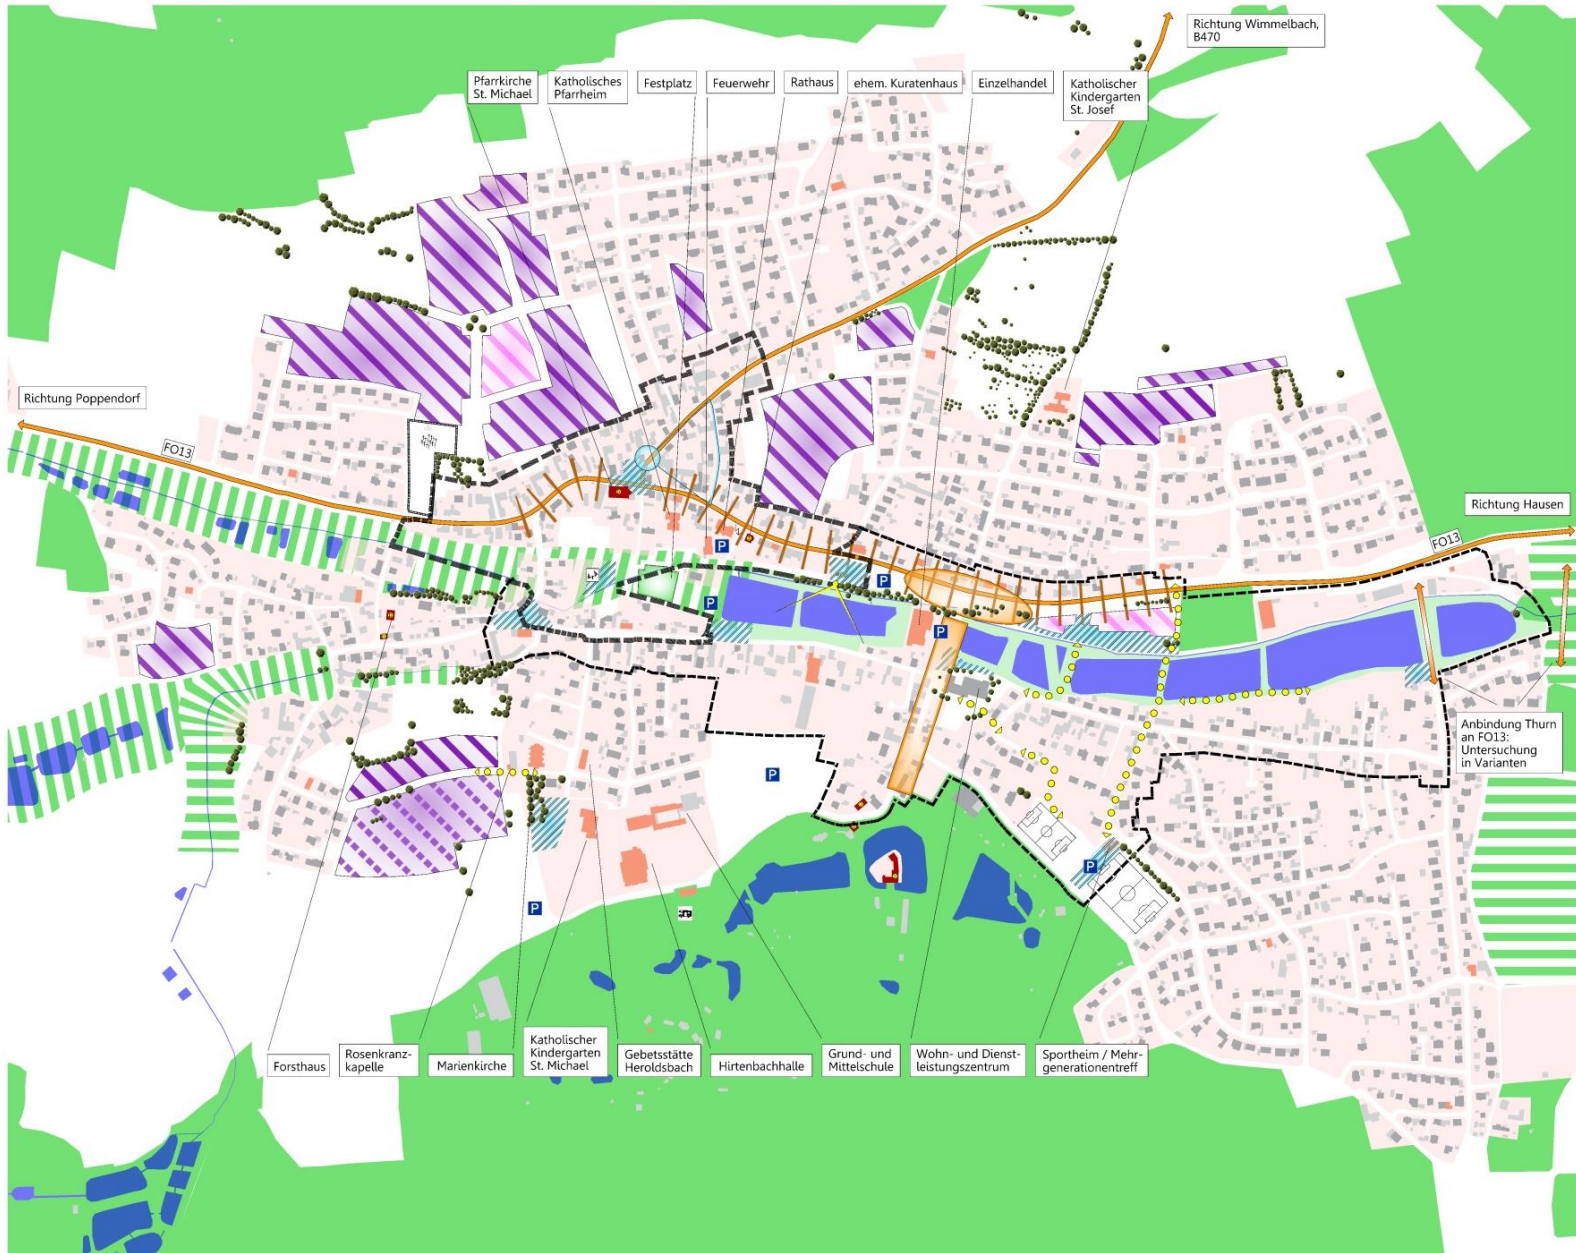 Richtung Wimmelbach,
B470
Pfarrkirche
St. Michael
Katholisches
Pfarrheim
Festplatz
Feuerwehr
Rathaus
ehem. Kuratenhaus
Einzelhandel
Katholischer
Kindergarten
St. Josef
Richtung Poppendorf
FO13
Richtung Hausen
FO13
P
P
P
P
Anbindung Thurn
an FO13:
Untersuchung
in Varianten
P
P
P
Forsthaus
Rosenkranz-
kapelle
Marienkirche
Katholischer
Kindergarten
St. Michael
Gebetsstätte
Heroldsbach
Hirtenbachhalle
Grund- und
Mittelschule
Wohn- und Dienst-
leistungszentrum
Sportheim / Mehr-
generationentreff